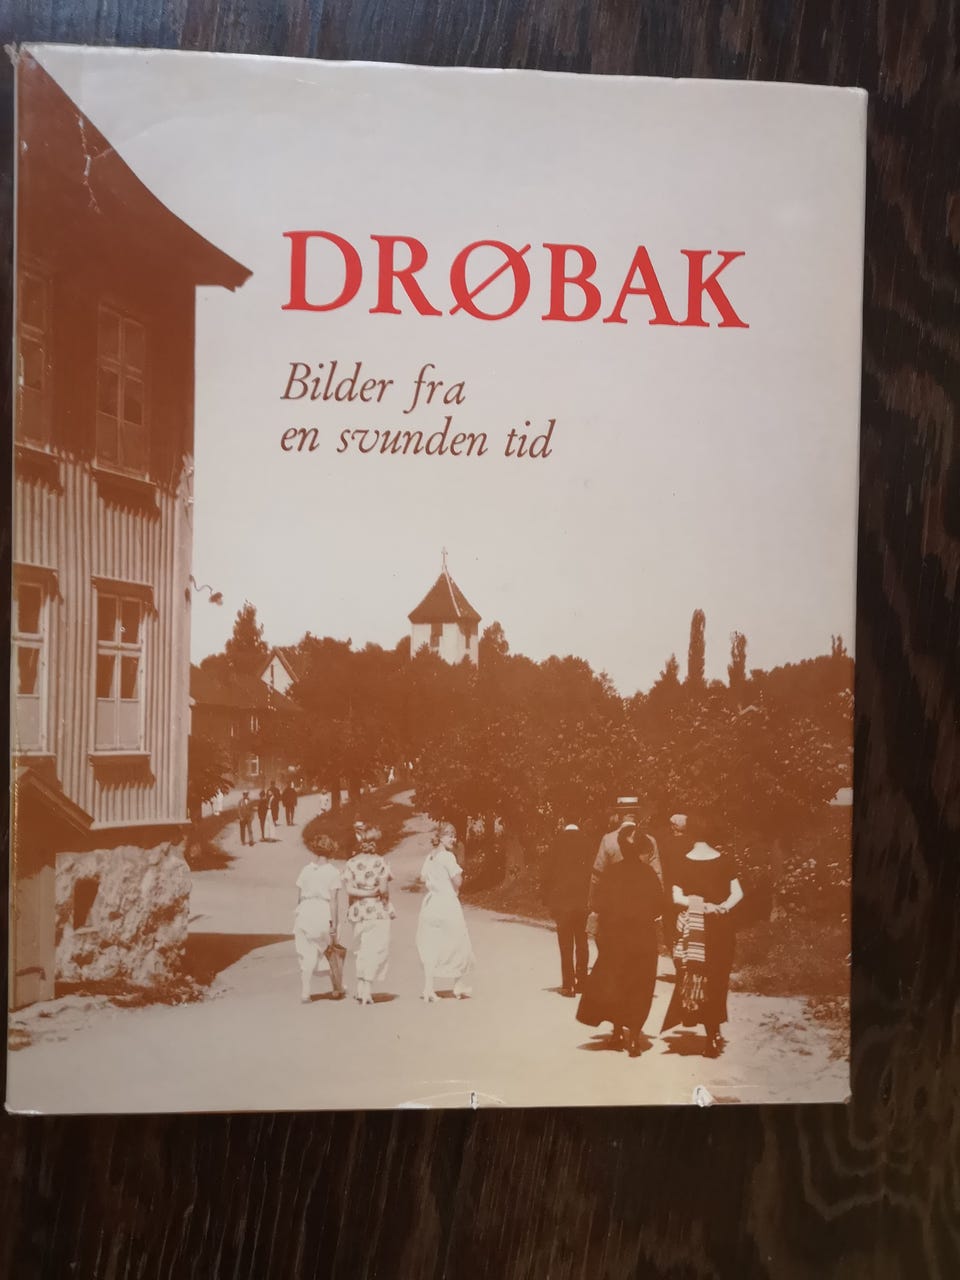 DRØBAK
Bilder fra
en svunden tid